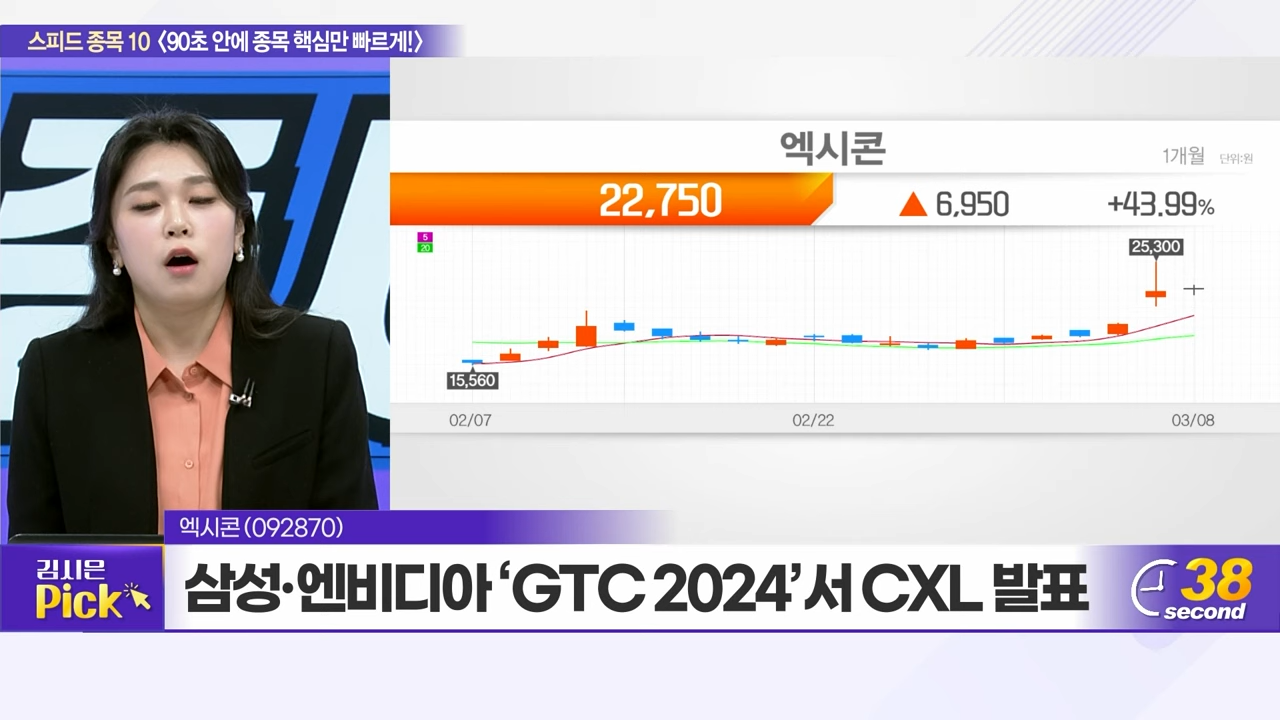 스피드 종목 10 〈90초 안에 종목 핵심만 빠르게!〉
엑시콘
1개월 단위:원
22,750 ▲ 6,950 +43.99%
5
20
25,300
15,560
02/07 02/22 03/08
엑시콘(092870)
김시은 Pick
삼성·엔비디아 ‘GTC 2024’서 CXL 발표
38 second